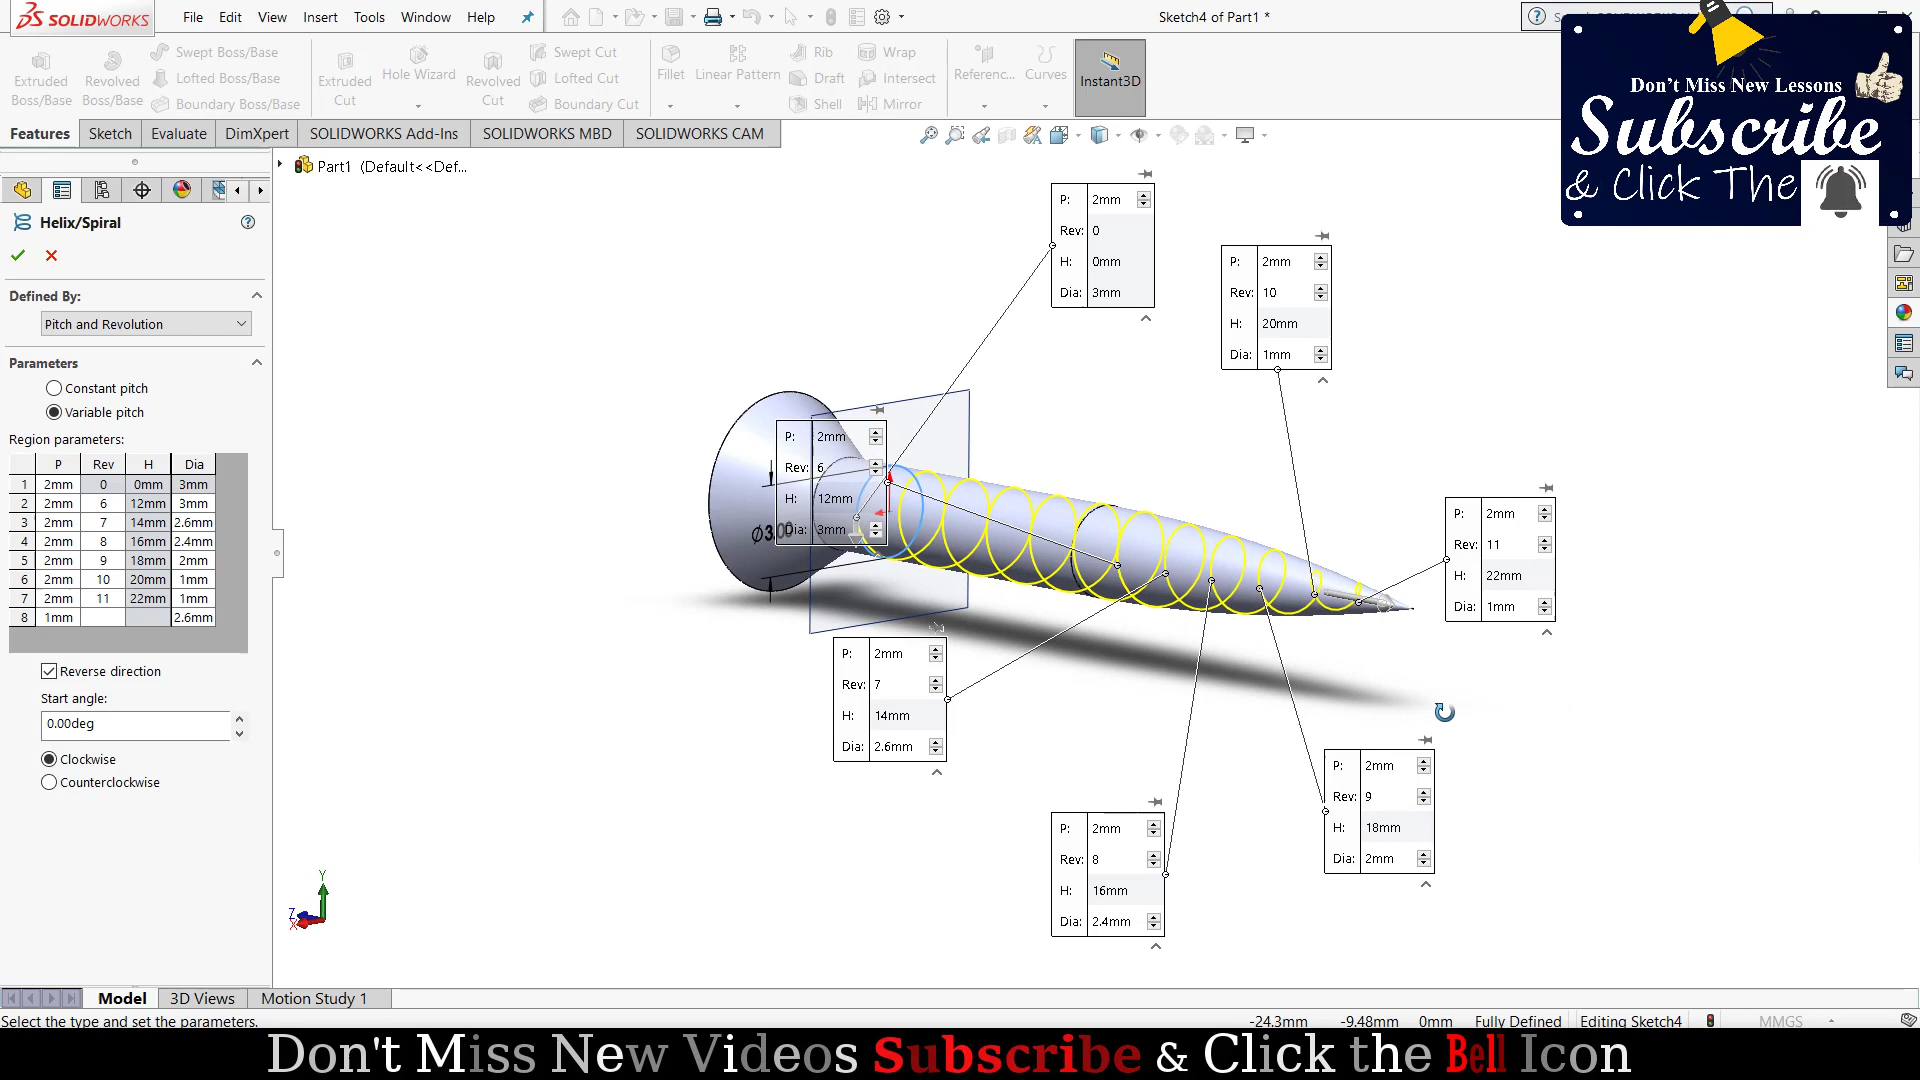 SOLIDWORKS File Edit View Insert Tools Window Help Sketch4 of Part1 *
Extruded Boss/Base Revolved Boss/Base Swept Boss/Base Lofted Boss/Base Boundary Boss/Base Extruded Cut Hole Wizard Revolved Cut Swept Cut Lofted Cut Boundary Cut Fillet Linear Pattern Rib Draft Shell Wrap Intersect Mirror Referenc... Curves Instant3D
Features Sketch Evaluate DimXpert SOLIDWORKS Add-Ins SOLIDWORKS MBD SOLIDWORKS CAM
Don't Miss New Lessons
Subscribe
& Click The
Part1 (Default<<Def...
Helix/Spiral
Defined By:
Pitch and Revolution
Parameters
Constant pitch
Variable pitch
Region parameters:
P Rev H Dia
1 2mm 0 0mm 3mm
2 2mm 6 12mm 3mm
3 2mm 7 14mm 2.6mm
4 2mm 8 16mm 2.4mm
5 2mm 9 18mm 2mm
6 2mm 10 20mm 1mm
7 2mm 11 22mm 1mm
8 1mm 2.6mm
Reverse direction
Start angle:
0.00deg
Clockwise
Counterclockwise
P: 2mm
Rev: 0
H: 0mm
Dia: 3mm
P: 2mm
Rev: 10
H: 20mm
Dia: 1mm
P: 2mm
Rev: 6
H: 12mm
Dia: 3mm
Ø3.00
P: 2mm
Rev: 11
H: 22mm
Dia: 1mm
P: 2mm
Rev: 7
H: 14mm
Dia: 2.6mm
P: 2mm
Rev: 9
H: 18mm
Dia: 2mm
P: 2mm
Rev: 8
H: 16mm
Dia: 2.4mm
Y
Z
X
Model 3D Views Motion Study 1
Select the type and set the parameters. -24.3mm -9.48mm 0mm Fully Defined Editing Sketch4 MMGS
Don't Miss New Videos Subscribe & Click the Bell Icon